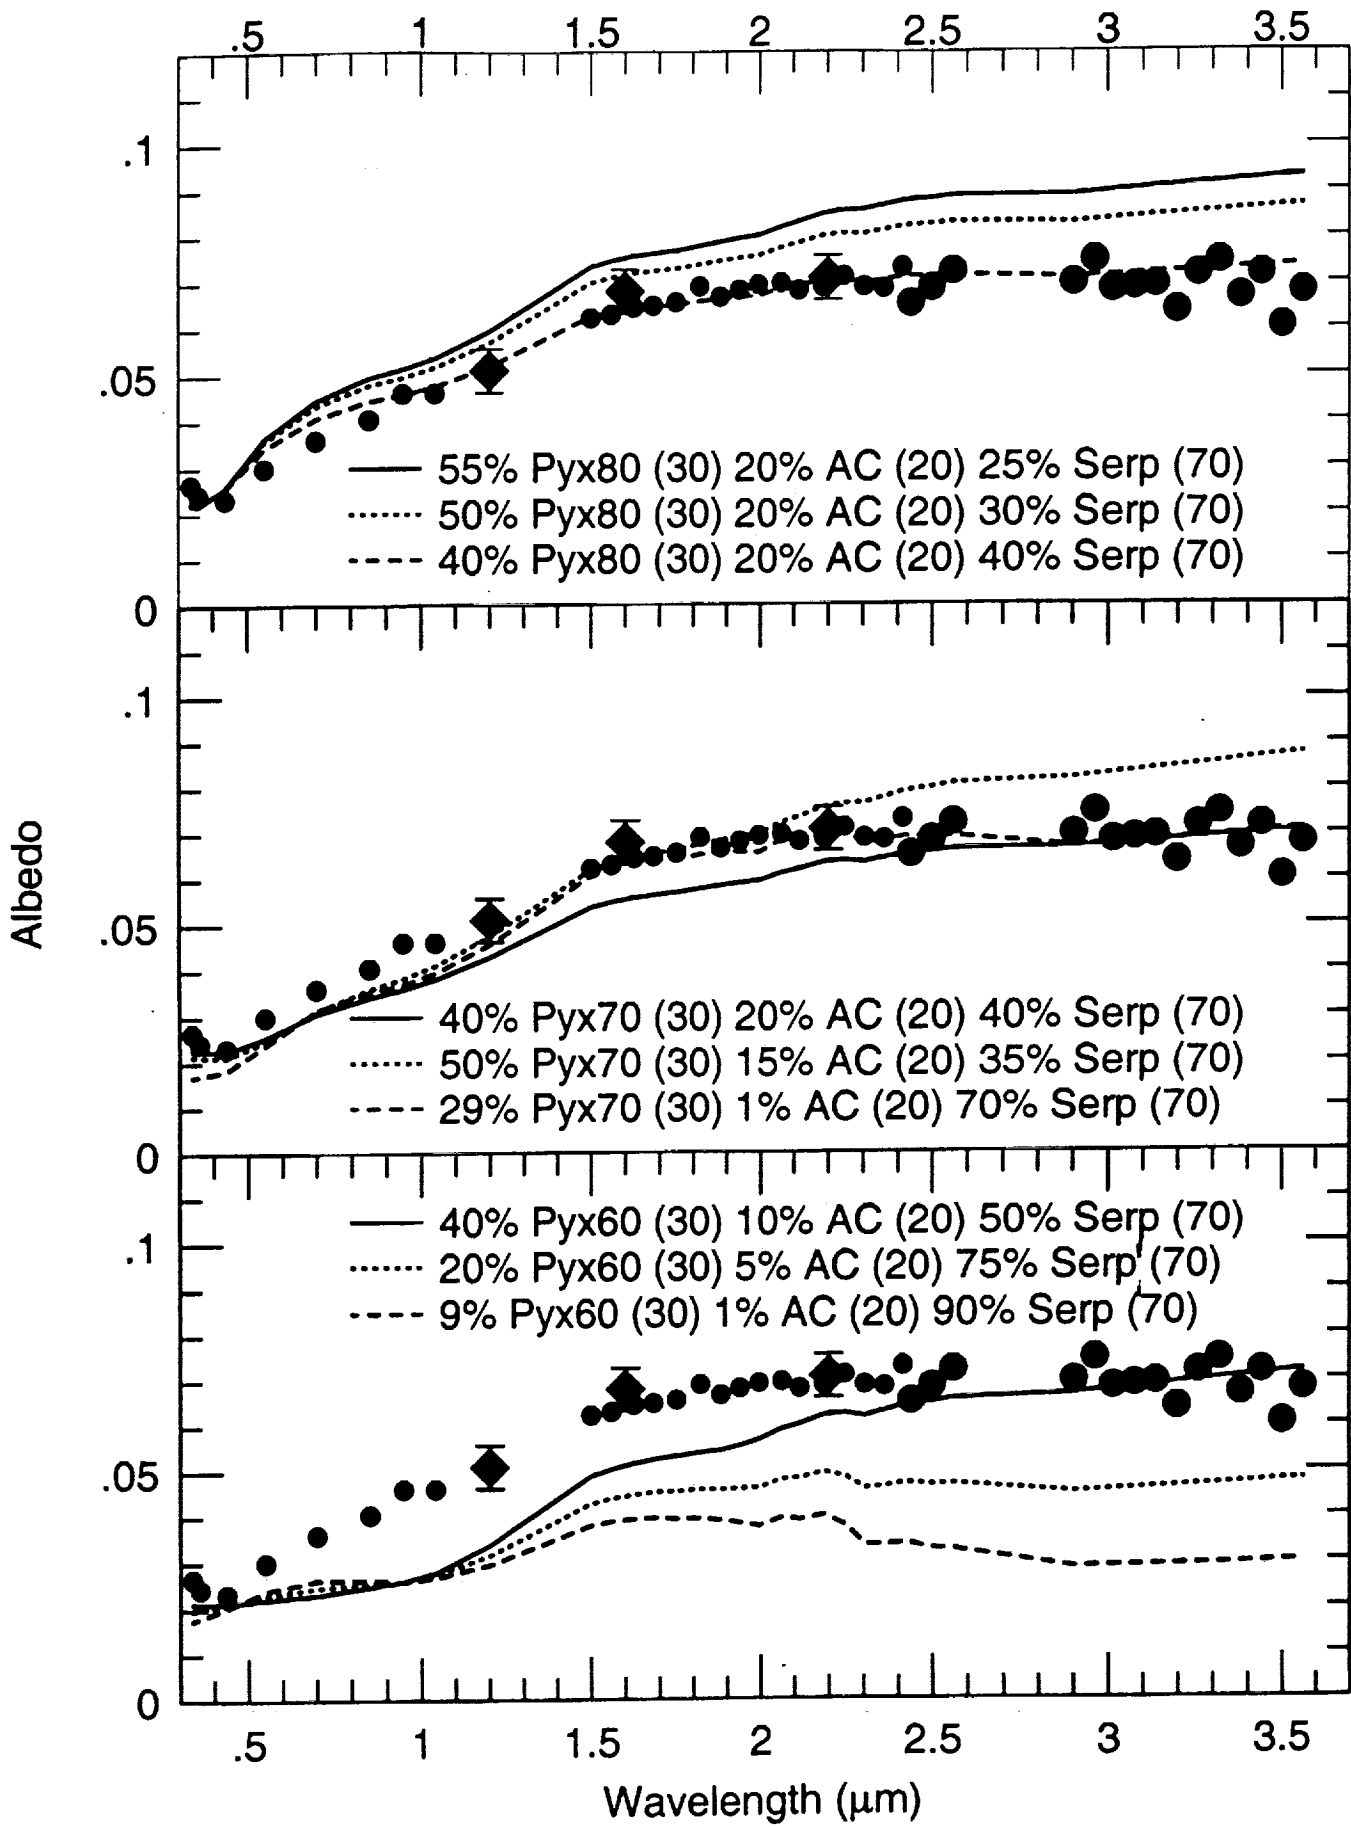 .5 1 1.5 2 2.5 3 3.5
.1
.05
55% Pyx80 (30) 20% AC (20) 25% Serp (70)
50% Pyx80 (30) 20% AC (20) 30% Serp (70)
40% Pyx80 (30) 20% AC (20) 40% Serp (70)
0
.1
Albedo
.05
40% Pyx70 (30) 20% AC (20) 40% Serp (70)
50% Pyx70 (30) 15% AC (20) 35% Serp (70)
29% Pyx70 (30) 1% AC (20) 70% Serp (70)
0
40% Pyx60 (30) 10% AC (20) 50% Serp (70)
.1
20% Pyx60 (30) 5% AC (20) 75% Serp (70)
9% Pyx60 (30) 1% AC (20) 90% Serp (70)
.05
0
.5 1 1.5 2 2.5 3 3.5
Wavelength (μm)